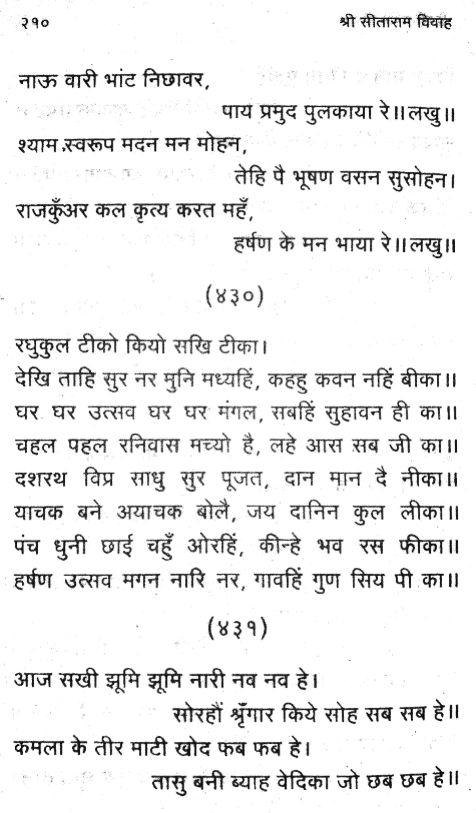 २१०
श्री सीताराम विवाह
नाऊ वारी भांट निछावर,
पाय प्रमुद पुलकाया रे॥लखु॥
श्याम स्वरूप मदन मन मोहन,
तेहि पै भूषण वसन सुसोहन।
राजकुँअर कल कृत्य करत महँ,
हर्षण के मन भाया रे॥लखु॥
(४३०)
रघुकुल टीको कियो सखि टीका।
देखि ताहि सुर नर मुनि मध्यहिं, कहहु कवन नहिं बीका॥
घर घर उत्सव घर घर मंगल, सबहिं सुहावन ही का॥
चहल पहल रनिवास मच्यो है, लहे आस सब जी का॥
दशरथ विप्र साधु सुर पूजत, दान मान दै नीका॥
याचक बने अयाचक बोलै, जय दानिन कुल लीका॥
पंच धुनी छाई चहुँ ओरहिं, कीन्हे भव रस फीका॥
हर्षण उत्सव मगन नारि नर, गावहिं गुण सिय पी का॥
(४३१)
आज सखी झूमि झूमि नारी नव नव हे।
सोरहौं श्रृँगार किये सोह सब सब हे॥
कमला के तीर माटी खोद फब फब हे।
तासु बनी ब्याह वेदिका जो छब छब हे॥